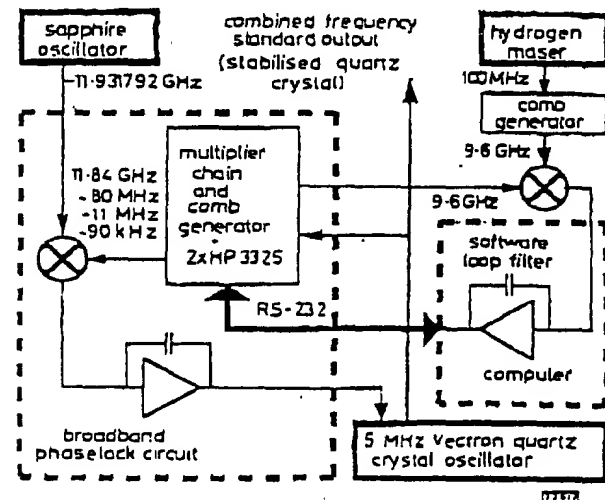 sapphire
oscillator
combined frequency
standard output
(stabilised quartz
crystal)
hydrogen
maser
~11·931792 GHz
100MHz
comb
generator
9·6 GHz
11·84 GHz
~80 MHz
~11 MHz
~90 kHz
multiplier
chain
and
comb
generator
2xHP 3325
9·6GHz
software
loop filter
RS-232
computer
broadband
phaselock circuit
5 MHz Vectron quartz
crystal oscillator